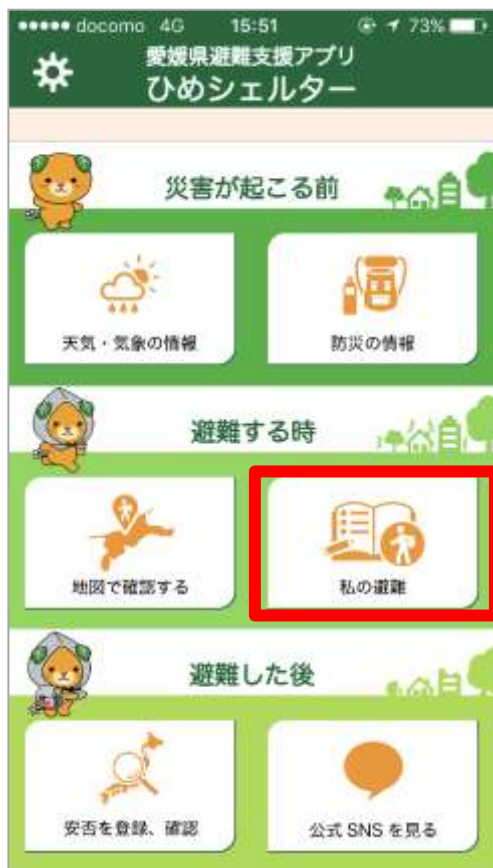 docomo 4G 15:51 73%
愛媛県避難支援アプリ
ひめシェルター
災害が起こる前
天気・気象の情報
防災の情報
避難する時
地図で確認する
私の避難
避難した後
安否を登録、確認
公式 SNS を見る